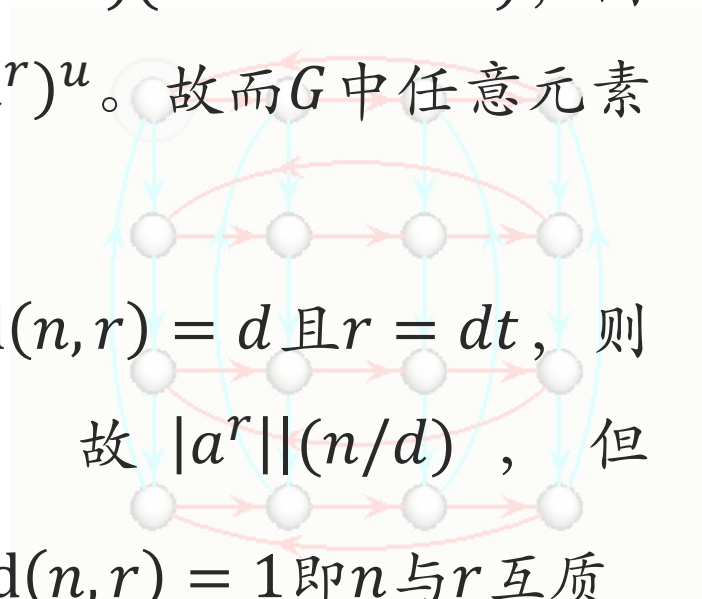 r)^u。故而G中任意元素
(n, r) = d且r = dt，则
故 |a^r||(n/d) ，但
d(n, r) = 1即n与r互质